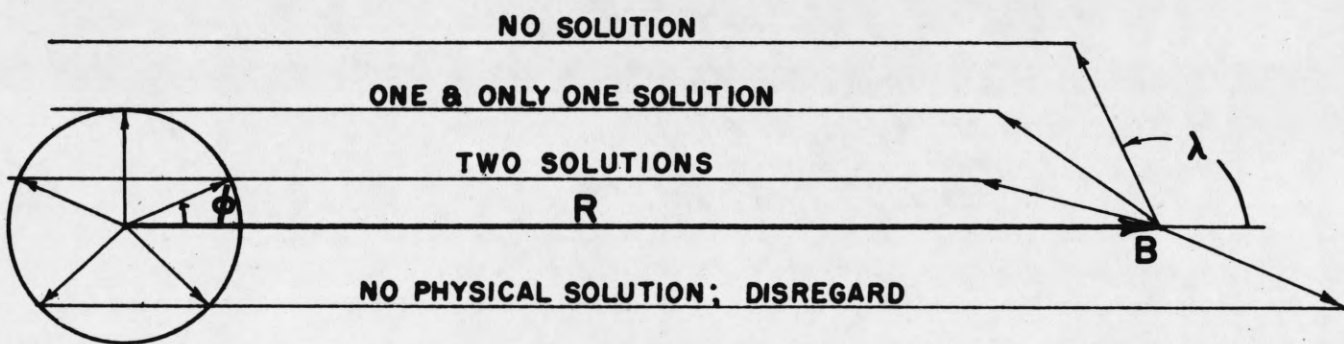 NO SOLUTION
ONE & ONLY ONE SOLUTION
TWO SOLUTIONS
λ
ϕ
R
B
NO PHYSICAL SOLUTION; DISREGARD